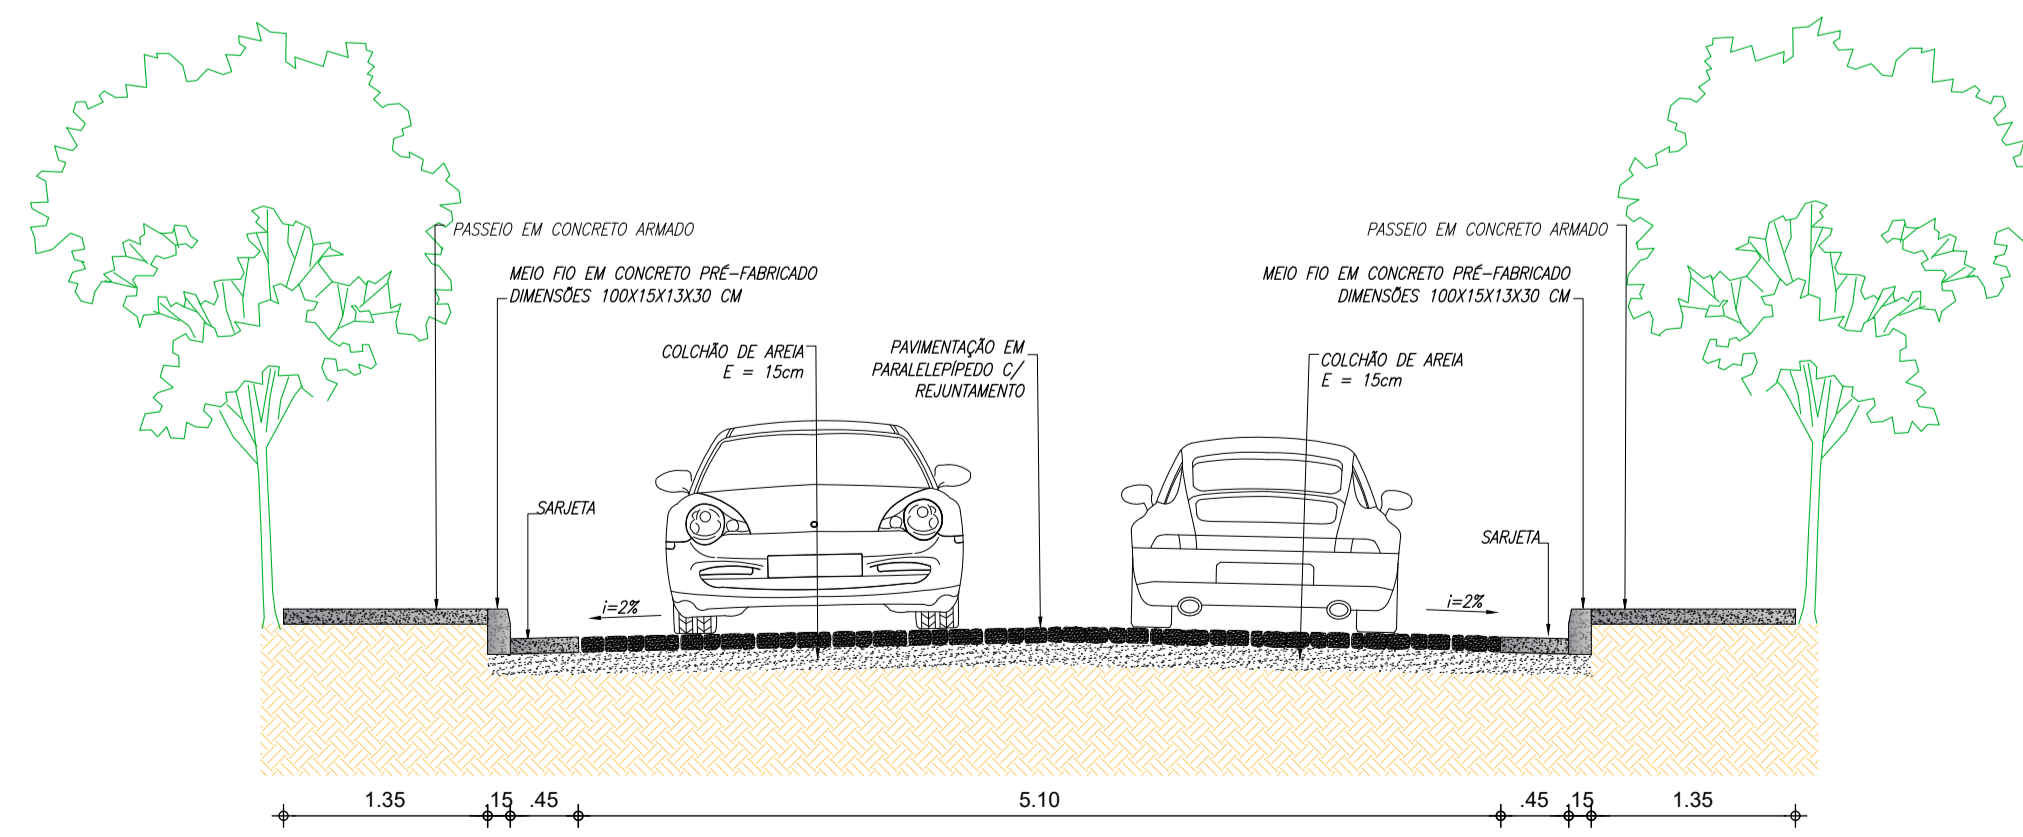 PASSEIO EM CONCRETO ARMADO
PASSEIO EM CONCRETO ARMADO
MEIO FIO EM CONCRETO PRÉ-FABRICADO
DIMENSÕES 100X15X13X30 CM
MEIO FIO EM CONCRETO PRÉ-FABRICADO
DIMENSÕES 100X15X13X30 CM
COLCHÃO DE AREIA
E = 15cm
PAVIMENTAÇÃO EM
PARALELEPÍPEDO C/
REJUNTAMENTO
COLCHÃO DE AREIA
E = 15cm
SARJETA
SARJETA
i=2%
i=2%
1.35 .15 .45 5.10 .45 .15 1.35